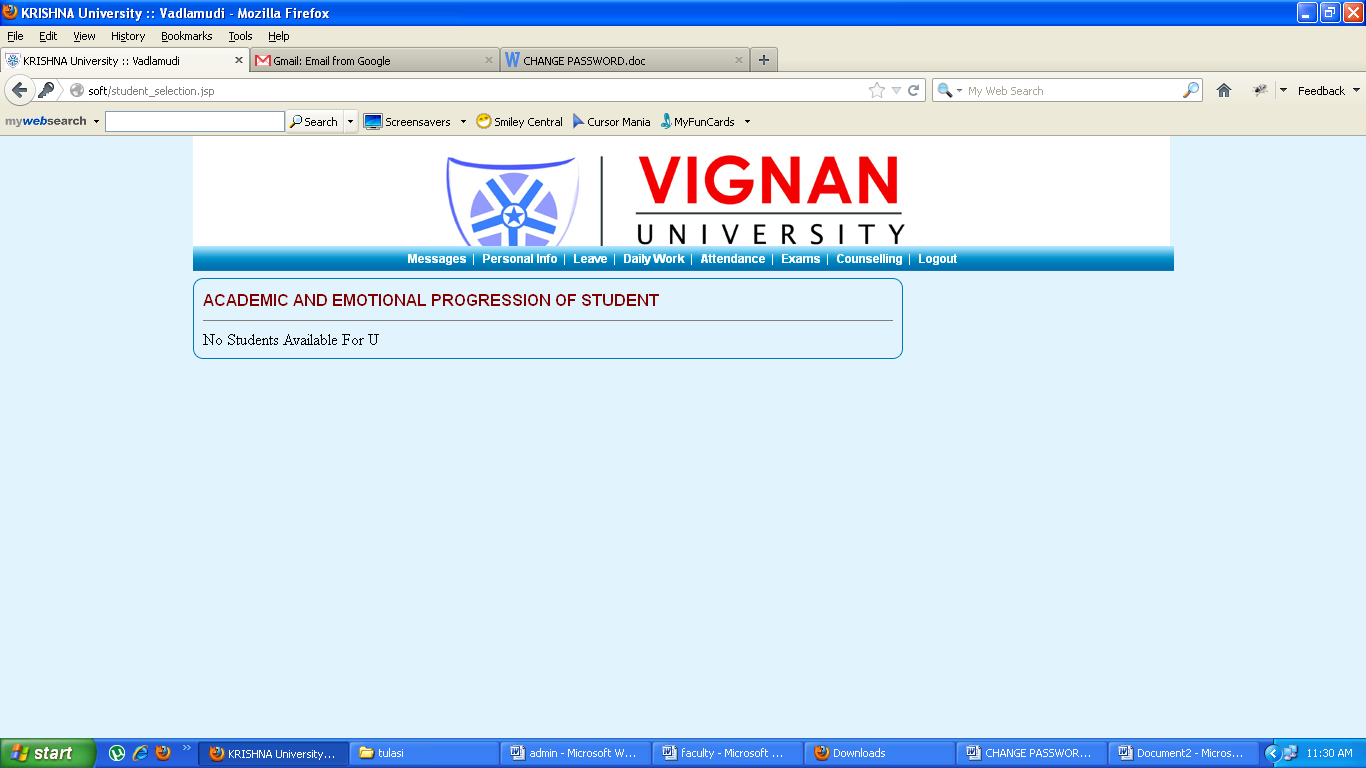 KRISHNA University :: Vadlamudi - Mozilla Firefox
File Edit View History Bookmarks Tools Help
KRISHNA University :: Vadlamudi Gmail: Email from Google CHANGE PASSWORD.doc
soft/student_selection.jsp My Web Search Feedback
mywebsearch Search Screensavers Smiley Central Cursor Mania MyFunCards
VIGNAN
UNIVERSITY
Messages | Personal Info | Leave | Daily Work | Attendance | Exams | Counselling | Logout
ACADEMIC AND EMOTIONAL PROGRESSION OF STUDENT
No Students Available For U
start KRISHNA University... tulasi admin - Microsoft W... faculty - Microsoft ... Downloads CHANGE PASSWOR... Document2 - Micros... 11:30 AM